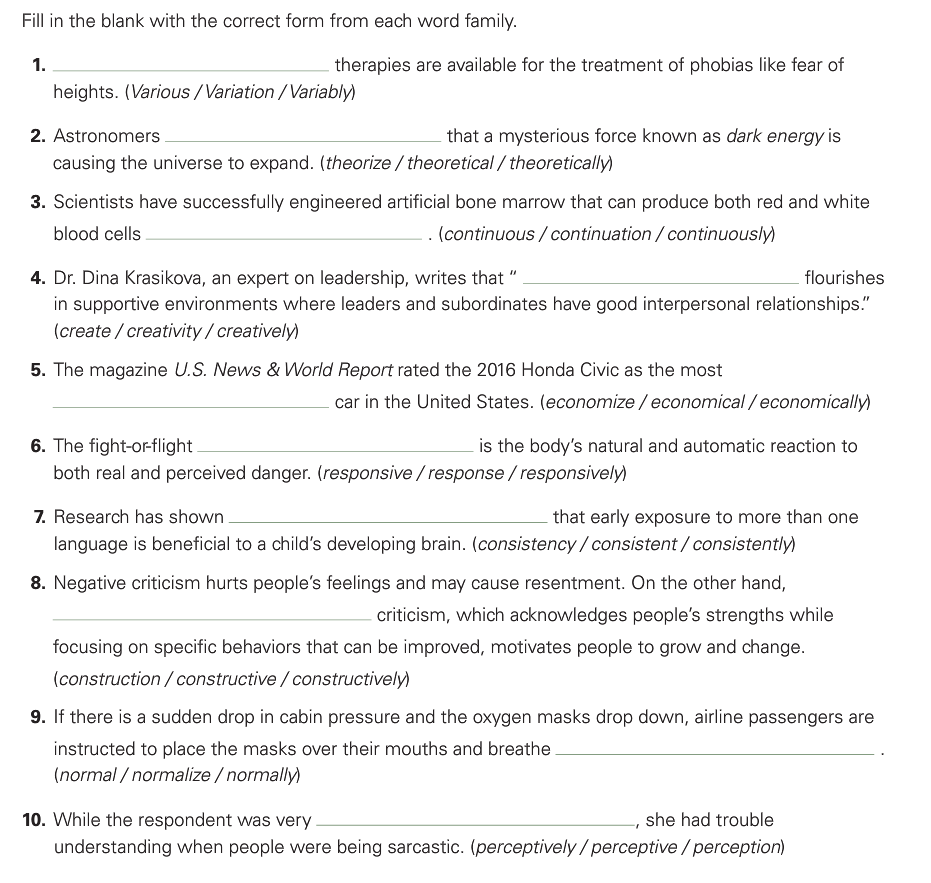 Fill in the blank with the correct form from each word family.
1. ______ therapies are available for the treatment of phobias like fear of
heights. (Various / Variation / Variably)
2. Astronomers ______ that a mysterious force known as dark energy is
causing the universe to expand. (theorize / theoretical / theoretically)
3. Scientists have successfully engineered artificial bone marrow that can produce both red and white
blood cells ______ . (continuous / continuation / continuously)
4. Dr. Dina Krasikova, an expert on leadership, writes that “ ______ flourishes
in supportive environments where leaders and subordinates have good interpersonal relationships.”
(create / creativity / creatively)
5. The magazine U.S. News & World Report rated the 2016 Honda Civic as the most
______ car in the United States. (economize / economical / economically)
6. The fight-or-flight ______ is the body’s natural and automatic reaction to
both real and perceived danger. (responsive / response / responsively)
7. Research has shown ______ that early exposure to more than one
language is beneficial to a child’s developing brain. (consistency / consistent / consistently)
8. Negative criticism hurts people’s feelings and may cause resentment. On the other hand,
______ criticism, which acknowledges people’s strengths while
focusing on specific behaviors that can be improved, motivates people to grow and change.
(construction / constructive / constructively)
9. If there is a sudden drop in cabin pressure and the oxygen masks drop down, airline passengers are
instructed to place the masks over their mouths and breathe ______ .
(normal / normalize / normally)
10. While the respondent was very ______, she had trouble
understanding when people were being sarcastic. (perceptively / perceptive / perception)